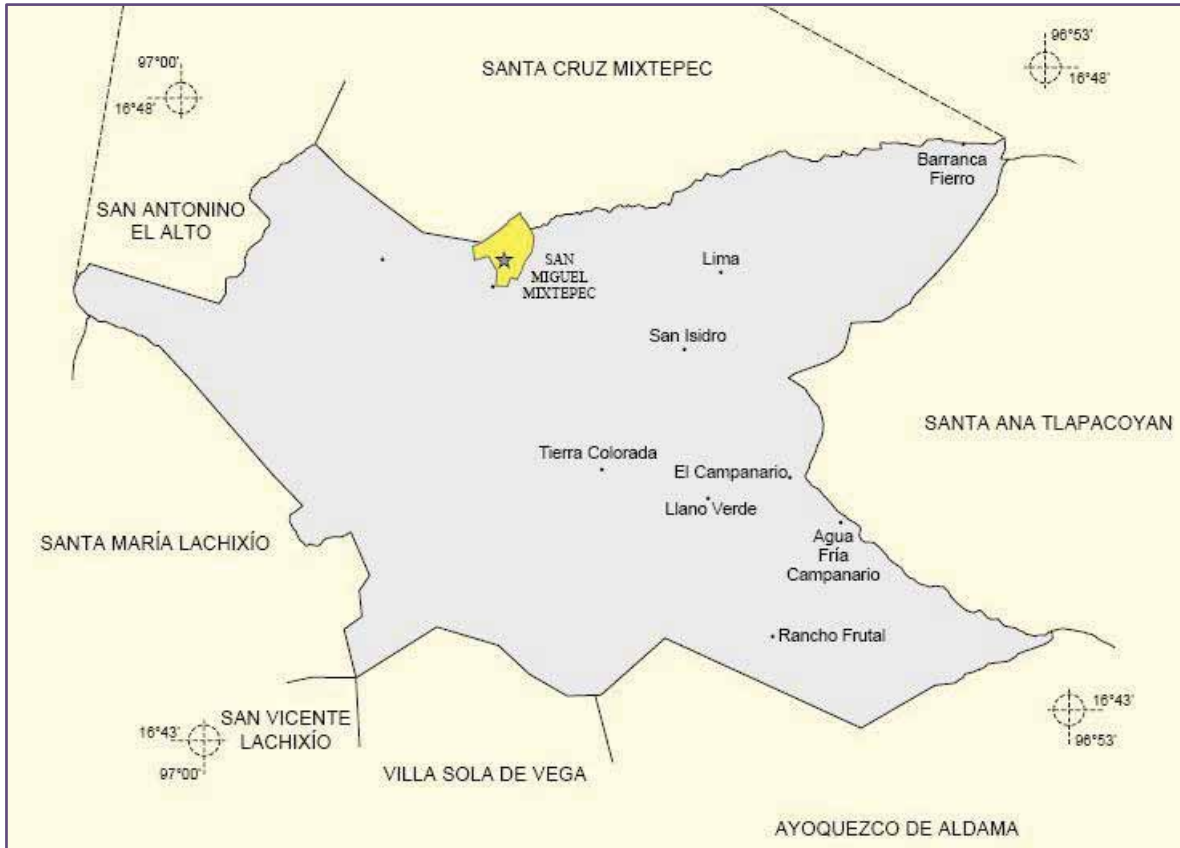 96°53'
97°00'
SANTA CRUZ MIXTEPEC
16°48'
16°48'
Barranca
Fierro
SAN ANTONINO
EL ALTO
SAN
MIGUEL
MIXTEPEC
Lima
San Isidro
SANTA ANA TLAPACOYAN
Tierra Colorada
El Campanario
Llano Verde
SANTA MARÍA LACHIXÍO
Agua
Fría
Campanario
Rancho Frutal
16°43'
SAN VICENTE
LACHIXÍO
16°43'
96°53'
97°00'
VILLA SOLA DE VEGA
AYOQUEZCO DE ALDAMA